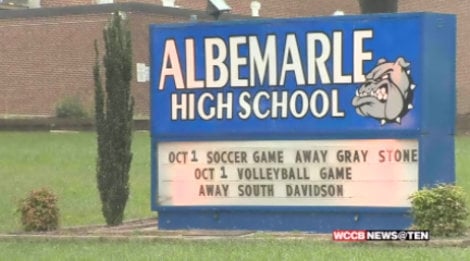 ALBEMARLE
HIGH SCHOOL
OCT 1 SOCCER GAME AWAY GRAY STONE
OCT 1 VOLLEYBALL GAME
AWAY SOUTH DAVIDSON
WCCB NEWS@TEN